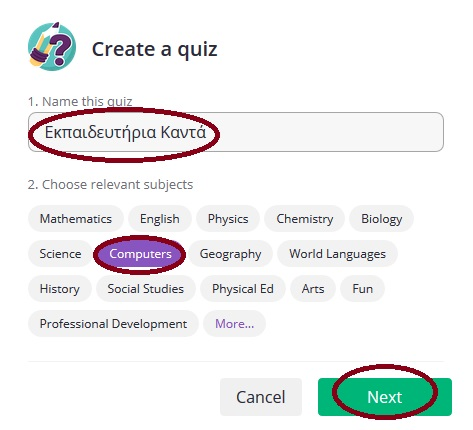 Create a quiz
1. Name this quiz
Εκπαιδευτήρια Καντά
2. Choose relevant subjects
Mathematics English Physics Chemistry Biology
Science Computers Geography World Languages
History Social Studies Physical Ed Arts Fun
Professional Development More...
Cancel Next